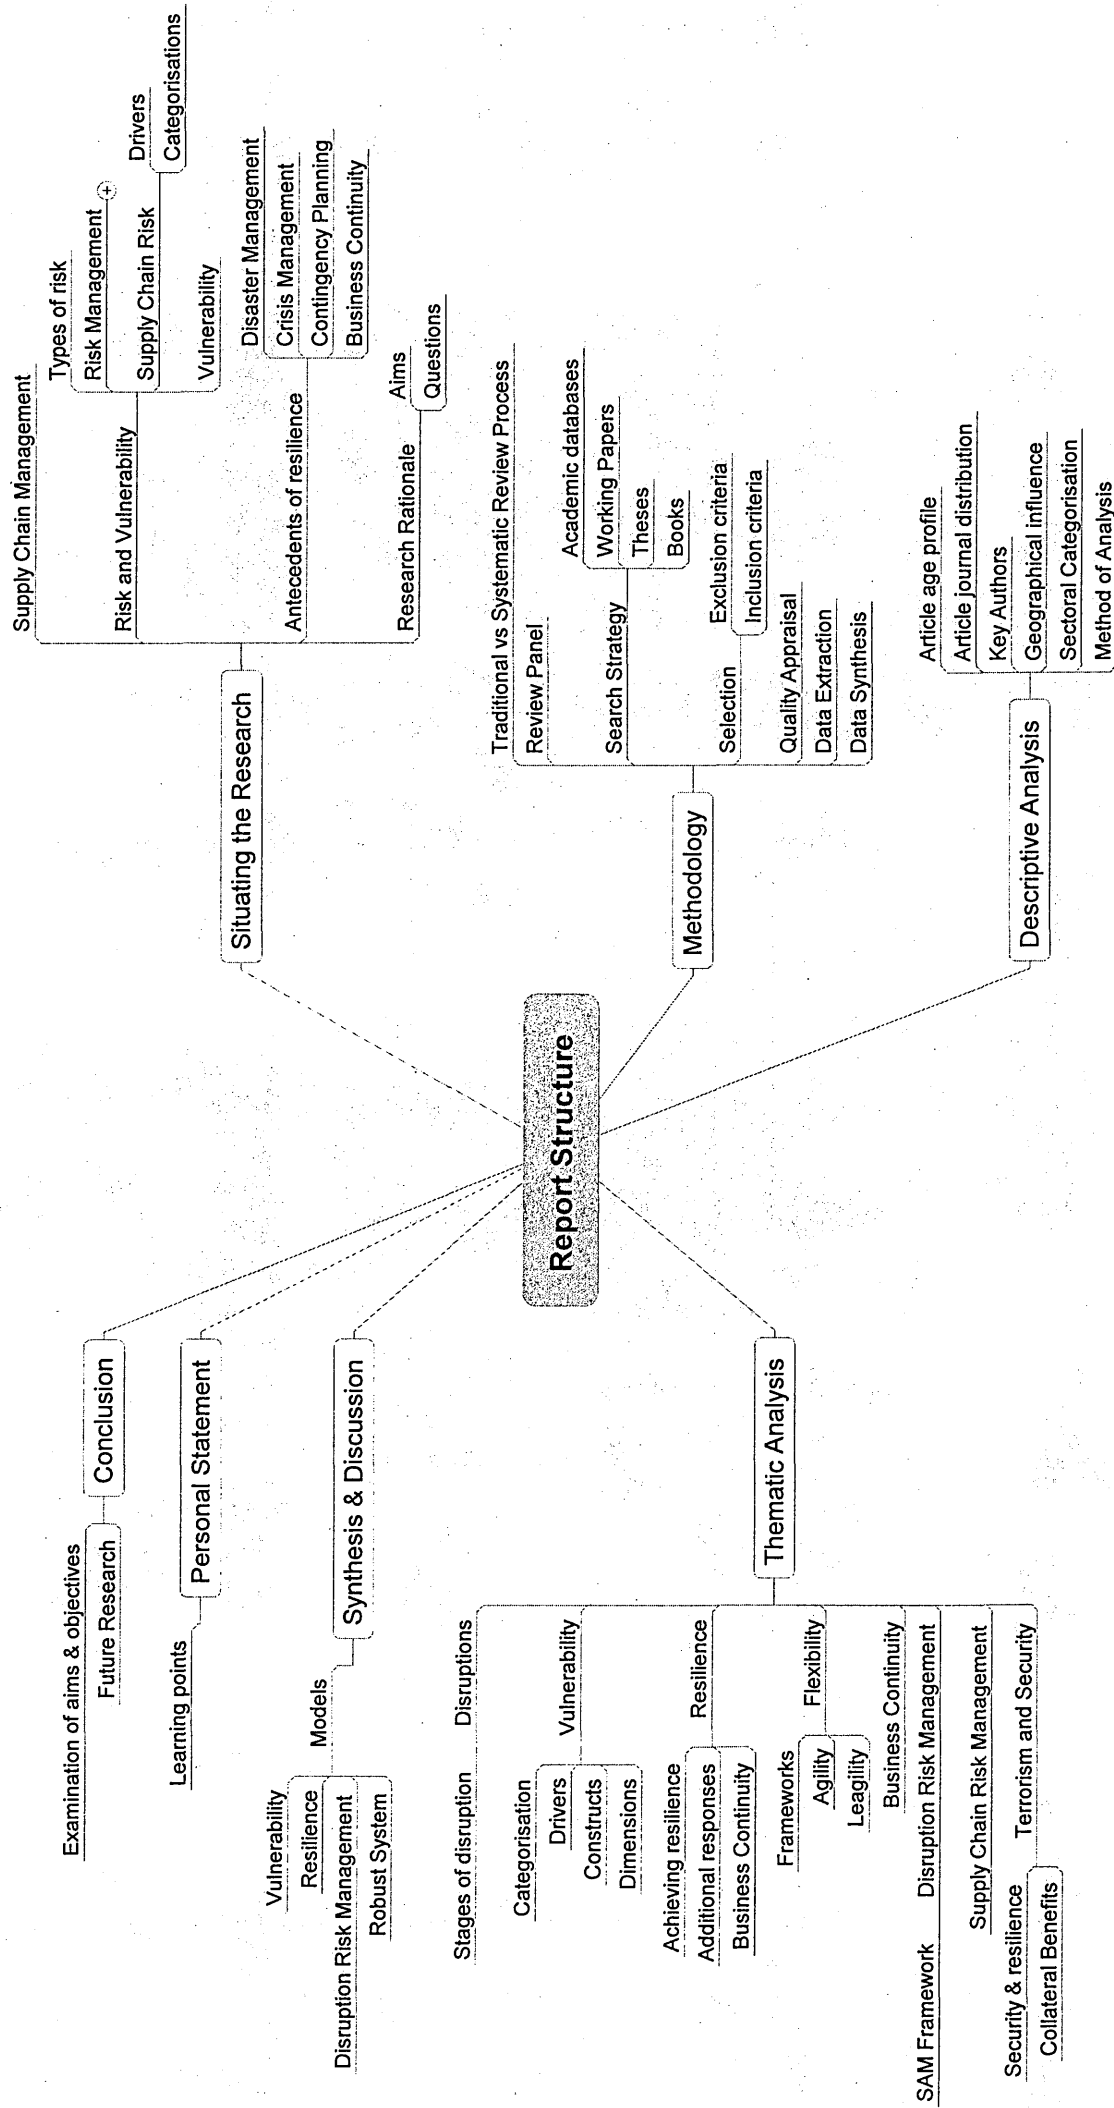 Report Structure
Situating the Research
Supply Chain Management
Risk and Vulnerability
Types of risk
Risk Management
Supply Chain Risk
Drivers
Categorisations
Vulnerability
Antecedents of resilience
Disaster Management
Crisis Management
Contingency Planning
Business Continuity
Research Rationale
Aims
Questions
Methodology
Traditional vs Systematic Review Process
Review Panel
Search Strategy
Academic databases
Working Papers
Theses
Books
Selection
Exclusion criteria
Inclusion criteria
Quality Appraisal
Data Extraction
Data Synthesis
Descriptive Analysis
Article age profile
Article journal distribution
Key Authors
Geographical influence
Sectoral Categorisation
Method of Analysis
Thematic Analysis
Disruptions
Stages of disruption
Vulnerability
Categorisation
Drivers
Constructs
Dimensions
Resilience
Achieving resilience
Additional responses
Business Continuity
Flexibility
Frameworks
Agility
Leagility
Business Continuity
Disruption Risk Management
SAM Framework
Supply Chain Risk Management
Terrorism and Security
Security & resilience
Collateral Benefits
Synthesis & Discussion
Models
Vulnerability
Resilience
Disruption Risk Management
Robust System
Personal Statement
Learning points
Conclusion
Examination of aims & objectives
Future Research